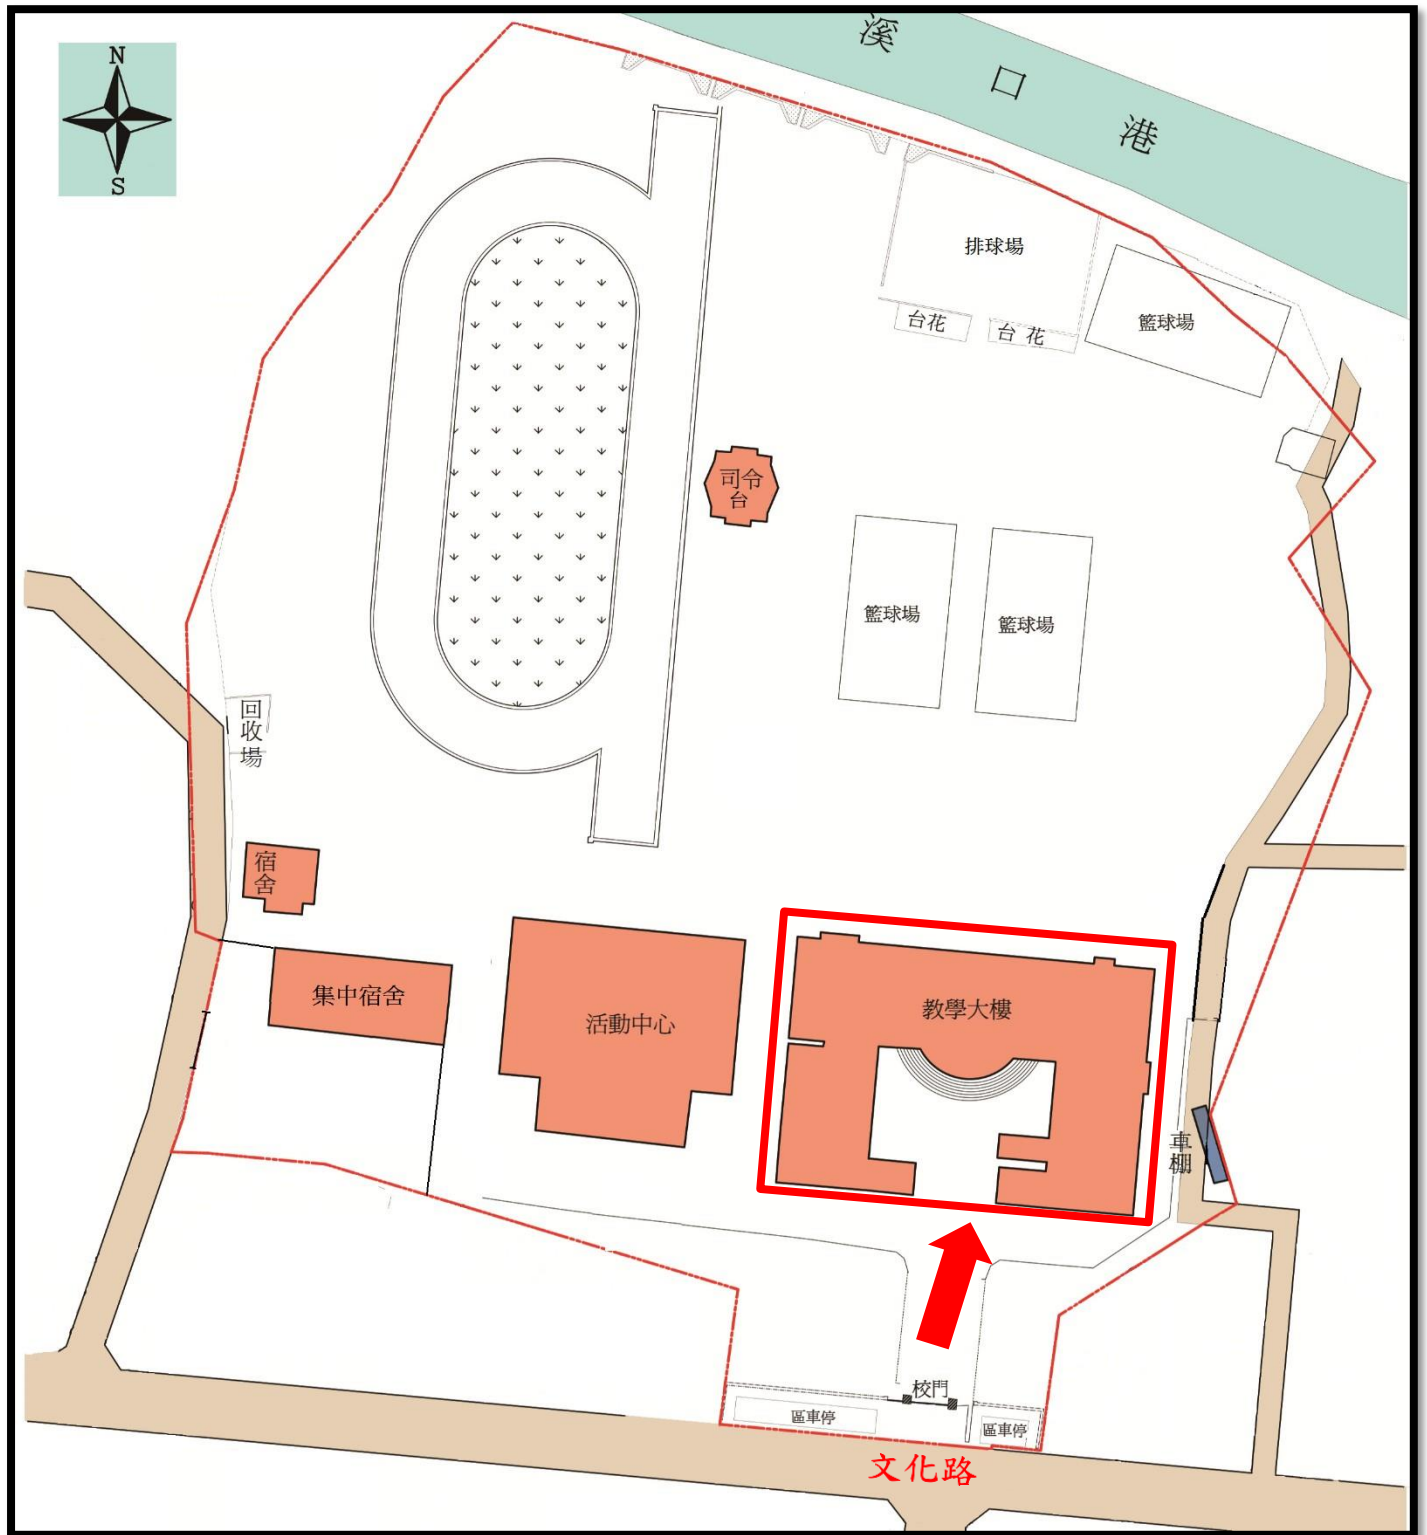 N
S
溪口港
排球場
籃球場
台花
台花
司令
台
籃球場
籃球場
回收場
宿舍
集中宿舍
活動中心
教學大樓
車棚
校門
區車停
區車停
文化路